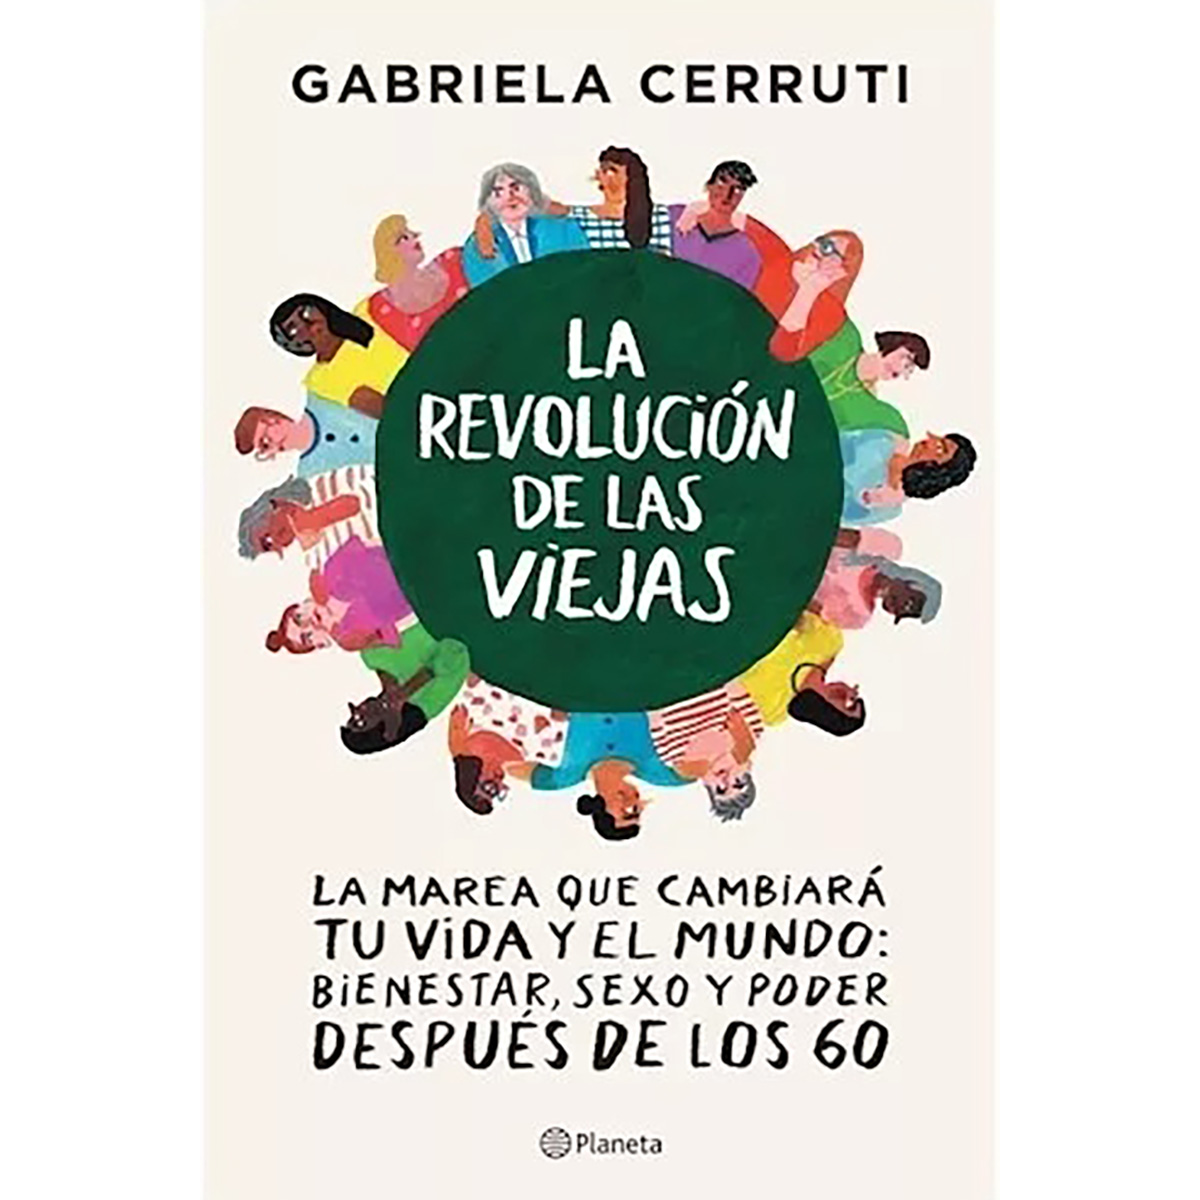 GABRIELA CERRUTI
LA
REVOLUCIÓN
DE LAS
VIEJAS
LA MAREA QUE CAMBIARÁ
TU VIDA Y EL MUNDO:
BIENESTAR, SEXO Y PODER
DESPUÉS DE LOS 60
Planeta